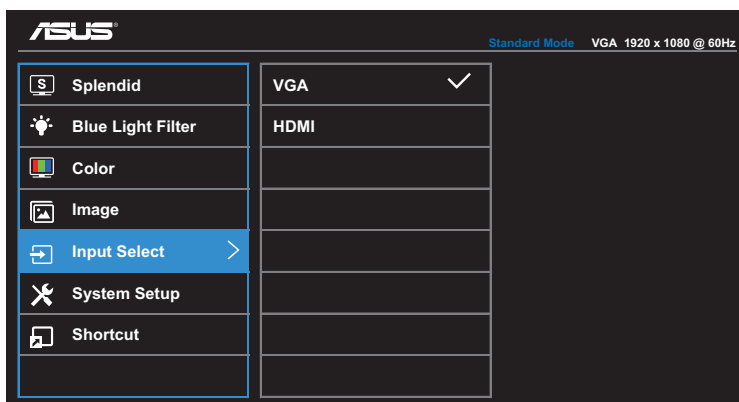 ASUS®
Standard Mode VGA 1920 x 1080 @ 60Hz
S Splendid
Blue Light Filter
Color
Image
Input Select
System Setup
Shortcut
VGA
HDMI